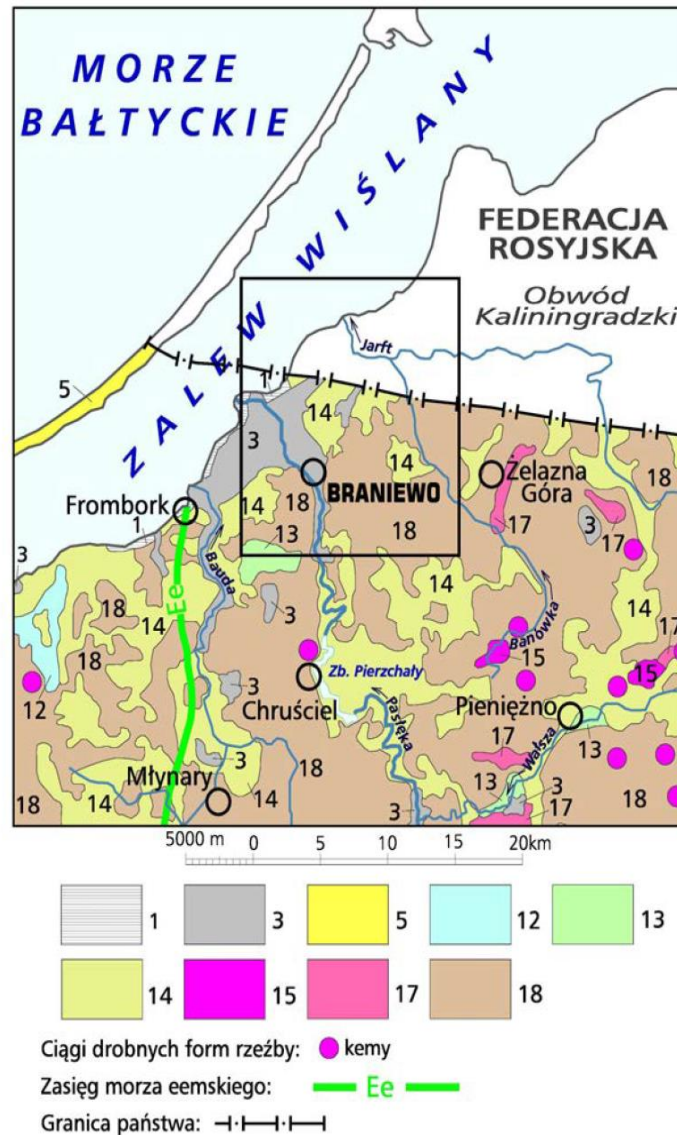 MORZE
BAŁTYCKIE
ZALEW WIŚLANY
FEDERACJA
ROSYJSKA
Obwód
Kaliningradzki
Jarft
5
1
14
3
14
18
BRANIEWO
Żelazna
Góra
18
Frombork
14
18
13
18
17
3
17
1
3
Bauda
Ee
3
14
14
18
18
14
18
12
3
Zb. Pierzchały
Banówka
15
15
17
Chruściel
Pasłęka
Pieniężno
17
13
Wałsza
3
Młynary
18
13
3
18
14
14
3
17
18
5000 m 0 5 10 15 20km
1 3 5 12 13
14 15 17 18
Ciągi drobnych form rzeźby: kemy
Zasięg morza eemskiego: Ee
Granica państwa: